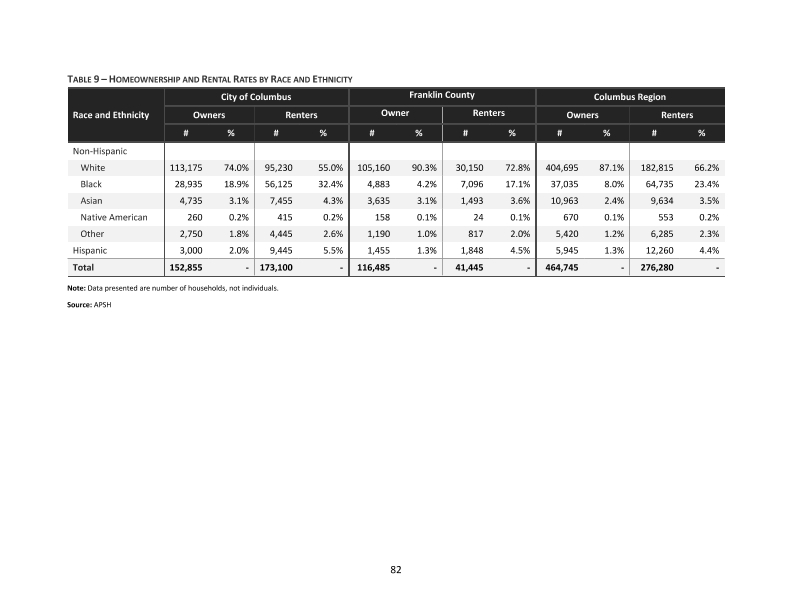 TABLE 9 – HOMEOWNERSHIP AND RENTAL RATES BY RACE AND ETHNICITY
Race and Ethnicity City of Columbus Franklin County Columbus Region
Owners Renters Owner Renters Owners Renters
# % # % # % # % # % # %
Non-Hispanic
White 113,175 74.0% 95,230 55.0% 105,160 90.3% 30,150 72.8% 404,695 87.1% 182,815 66.2%
Black 28,935 18.9% 56,125 32.4% 4,883 4.2% 7,096 17.1% 37,035 8.0% 64,735 23.4%
Asian 4,735 3.1% 7,455 4.3% 3,635 3.1% 1,493 3.6% 10,963 2.4% 9,634 3.5%
Native American 260 0.2% 415 0.2% 158 0.1% 24 0.1% 670 0.1% 553 0.2%
Other 2,750 1.8% 4,445 2.6% 1,190 1.0% 817 2.0% 5,420 1.2% 6,285 2.3%
Hispanic 3,000 2.0% 9,445 5.5% 1,455 1.3% 1,848 4.5% 5,945 1.3% 12,260 4.4%
Total 152,855 - 173,100 - 116,485 - 41,445 - 464,745 - 276,280 -
Note: Data presented are number of households, not individuals.
Source: APSH
82